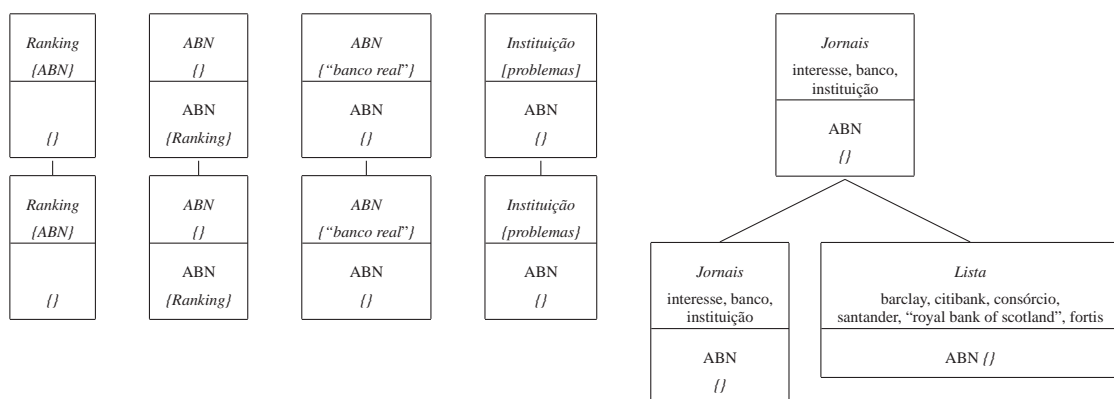 Ranking
{ABN}
{}
ABN
{}
ABN
{Ranking}
ABN
{“banco real”}
ABN
{}
Instituição
[problemas]
ABN
{}
Jornais
interesse, banco,
instituição
ABN
{}
Ranking
{ABN}
{}
ABN
{}
ABN
{Ranking}
ABN
{“banco real”}
ABN
{}
Instituição
{problemas}
ABN
{}
Jornais
interesse, banco,
instituição
ABN
{}
Lista
barclay, citibank, consórcio,
santander, “royal bank of scotland”, fortis
ABN {}